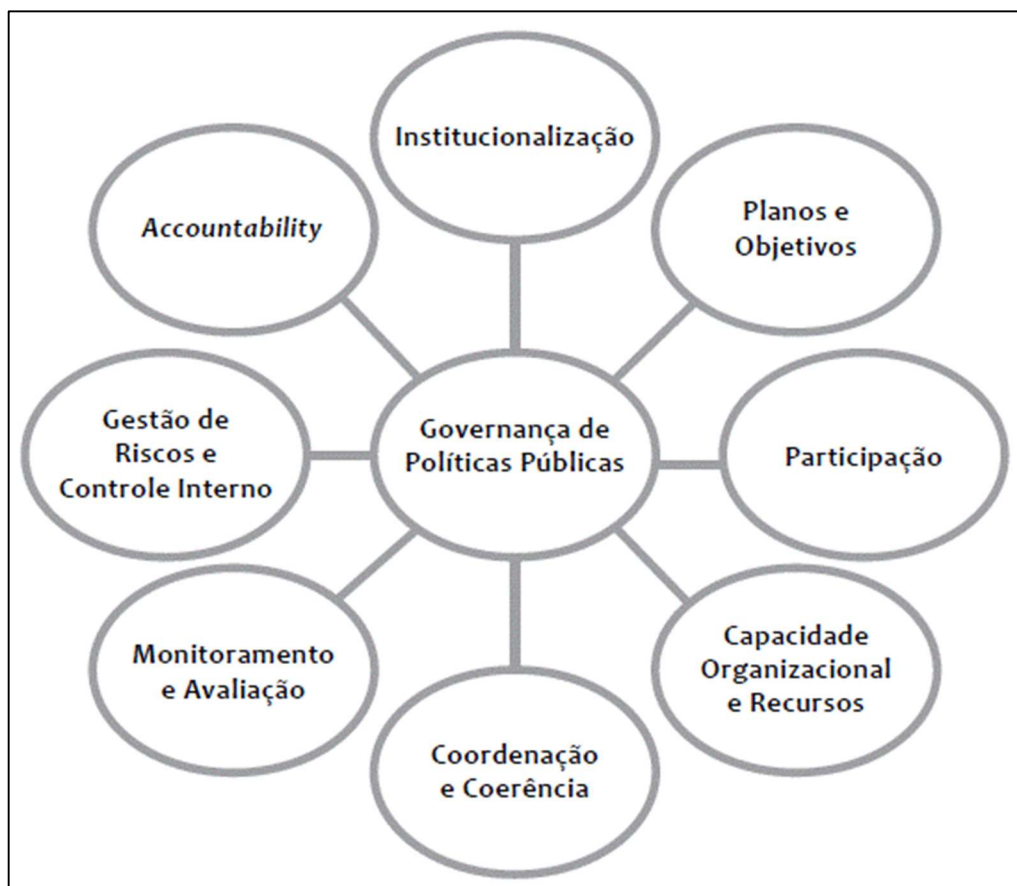 Institucionalização
Accountability
Planos e
Objetivos
Gestão de
Riscos e
Controle Interno
Governança de
Políticas Públicas
Participação
Monitoramento
e Avaliação
Capacidade
Organizacional
e Recursos
Coordenação
e Coerência